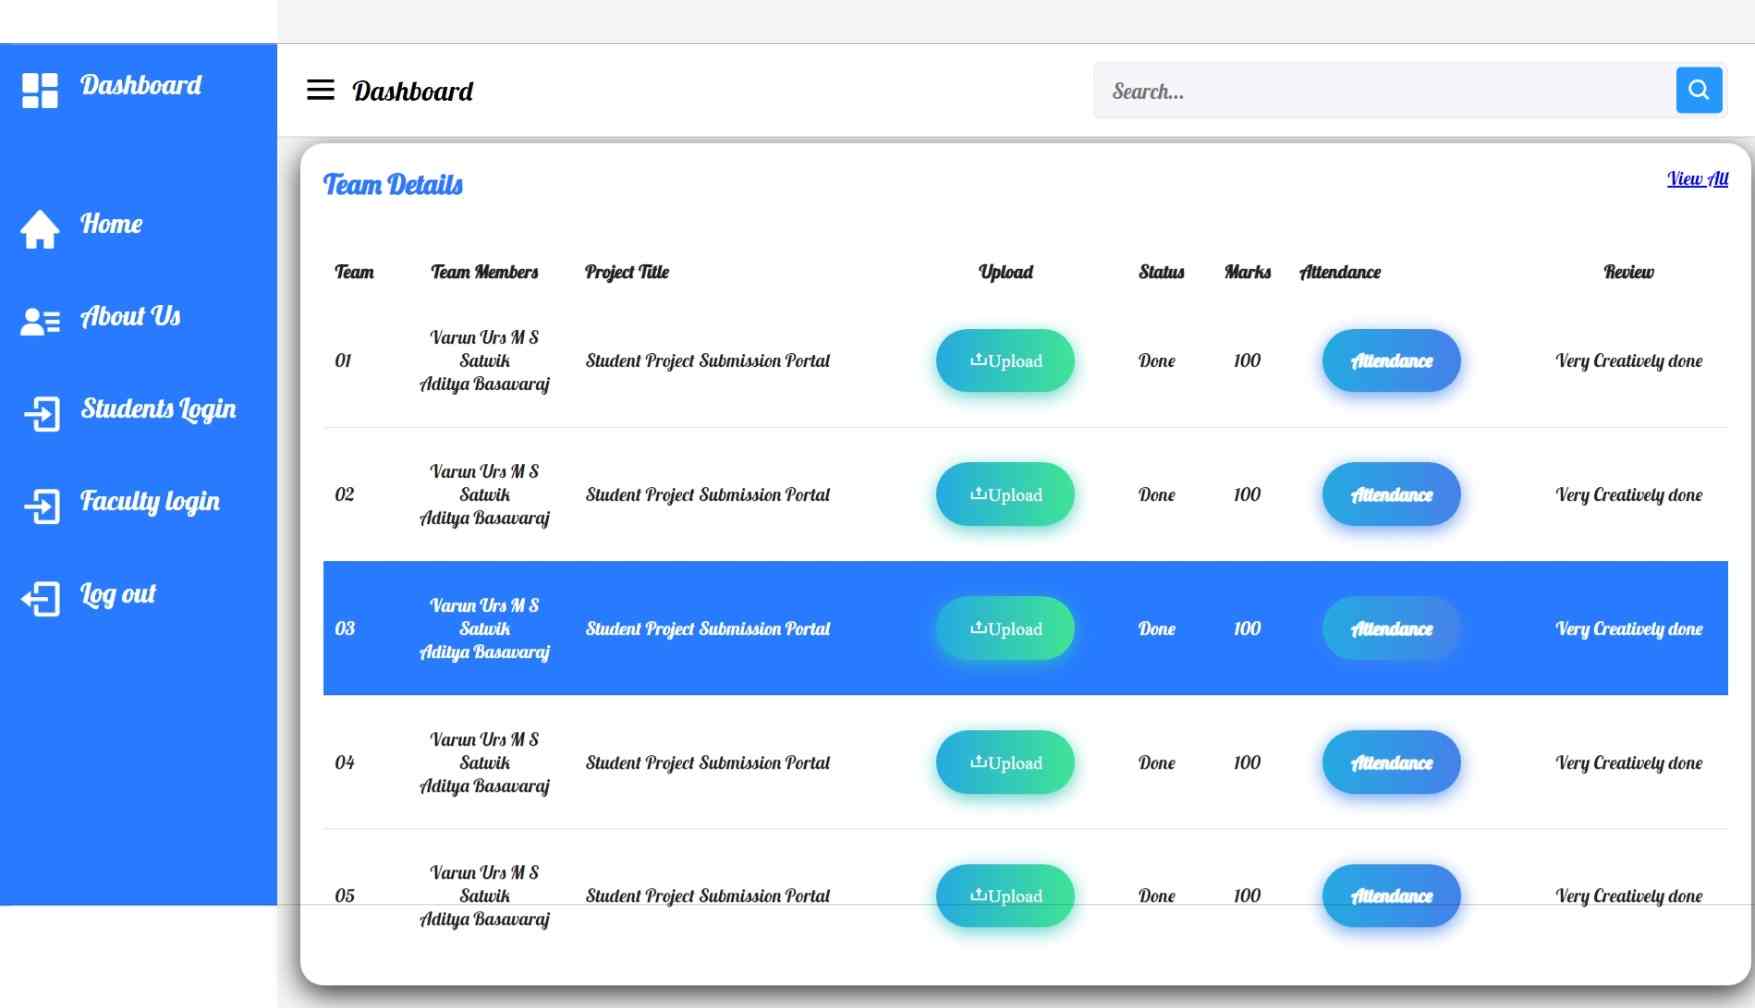 Dashboard
Home
About Us
Students Login
Faculty login
Log out
Dashboard
Search...
Team Details
View All
Team Team Members Project Title Upload Status Marks Attendance Review
Varun Urs M S
01 Satwik Student Project Submission Portal Upload Done 100 Attendance Very Creatively done
Aditya Basavaraj
Varun Urs M S
02 Satwik Student Project Submission Portal Upload Done 100 Attendance Very Creatively done
Aditya Basavaraj
Varun Urs M S
03 Satwik Student Project Submission Portal Upload Done 100 Attendance Very Creatively done
Aditya Basavaraj
Varun Urs M S
04 Satwik Student Project Submission Portal Upload Done 100 Attendance Very Creatively done
Aditya Basavaraj
Varun Urs M S
05 Satwik Student Project Submission Portal Upload Done 100 Attendance Very Creatively done
Aditya Basavaraj